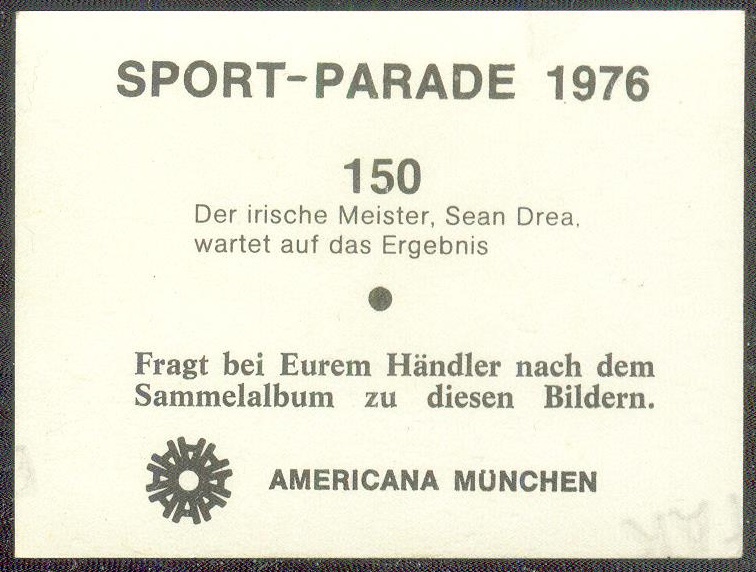 SPORT-PARADE 1976
150
Der irische Meister, Sean Drea,
wartet auf das Ergebnis
Fragt bei Eurem Händler nach dem
Sammelalbum zu diesen Bildern.
AMERICANA MÜNCHEN